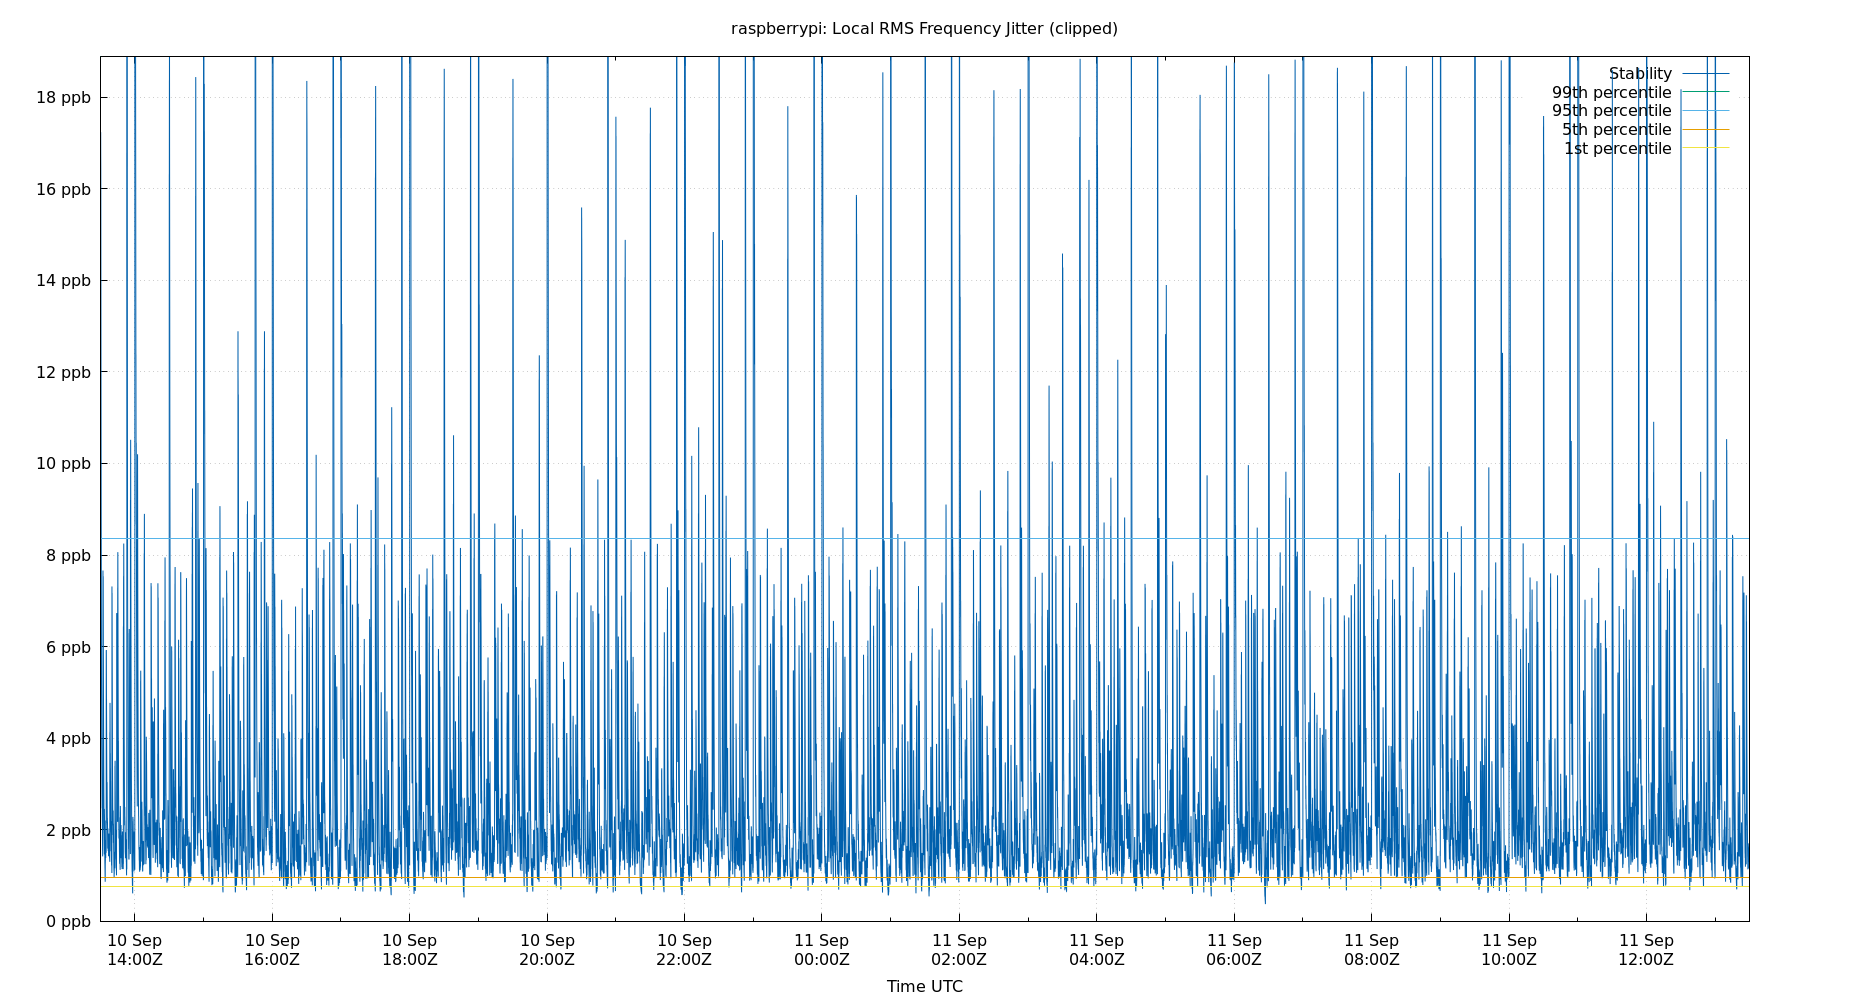 raspberrypi: Local RMS Frequency Jitter (clipped)
Stability
99th percentile
95th percentile
5th percentile
1st percentile
18 ppb
16 ppb
14 ppb
12 ppb
10 ppb
8 ppb
6 ppb
4 ppb
2 ppb
0 ppb
10 Sep 10 Sep 10 Sep 10 Sep 10 Sep 11 Sep 11 Sep 11 Sep 11 Sep 11 Sep 11 Sep 11 Sep
14:00Z 16:00Z 18:00Z 20:00Z 22:00Z 00:00Z 02:00Z 04:00Z 06:00Z 08:00Z 10:00Z 12:00Z
Time UTC